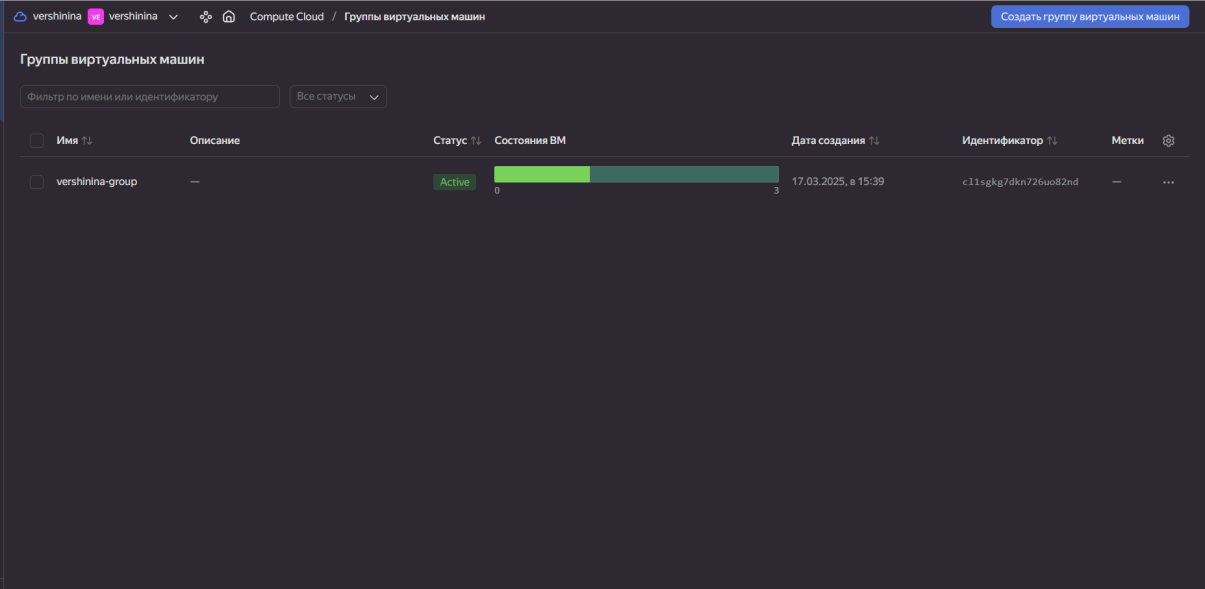 vershinina VE vershinina Compute Cloud / Группы виртуальных машин Создать группу виртуальных машин
Группы виртуальных машин
Фильтр по имени или идентификатору Все статусы
Имя Описание Статус Состояния ВМ Дата создания Идентификатор Метки
vershinina-group — Active 17.03.2025, в 15:39 cl1sgkg7dkn726uo82nd —
0 3